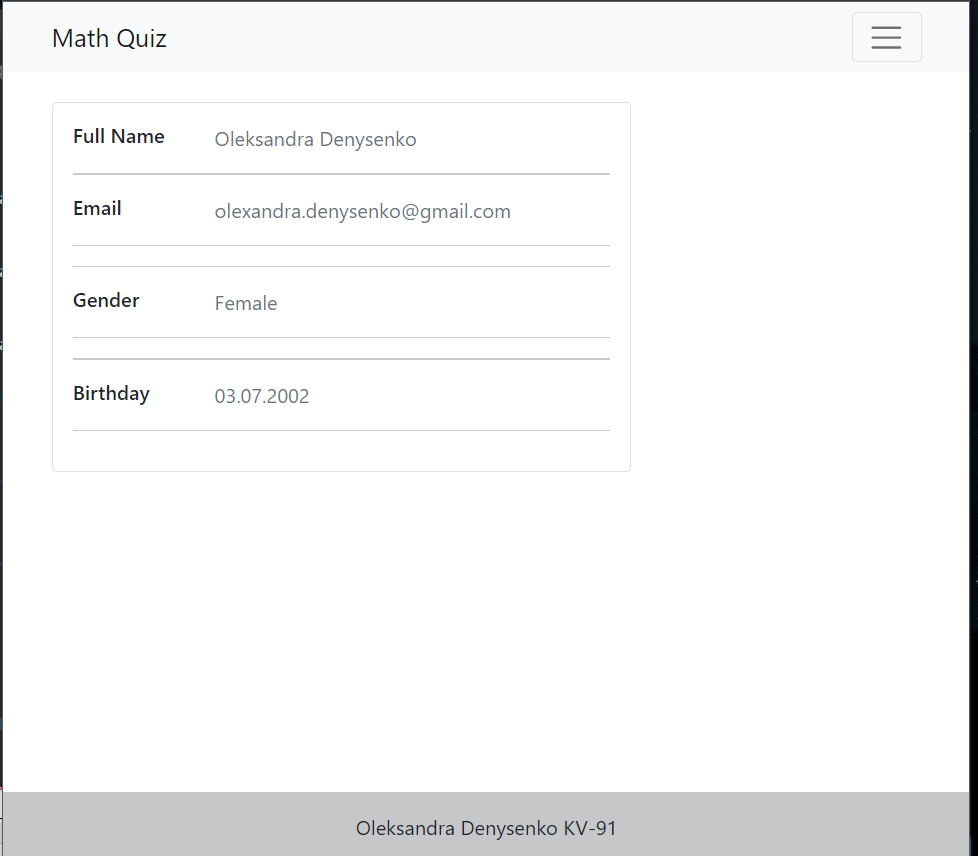 Math Quiz
Full Name Oleksandra Denysenko
Email olexandra.denysenko@gmail.com
Gender Female
Birthday 03.07.2002
Oleksandra Denysenko KV-91